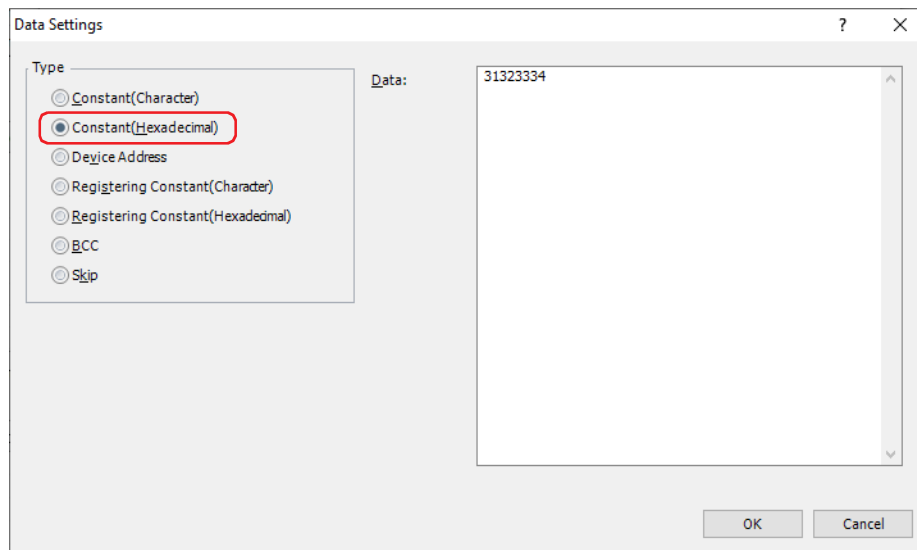 Data Settings
?
Type
Constant(Character)
Constant(Hexadecimal)
Device Address
Registering Constant(Character)
Registering Constant(Hexadecimal)
BCC
Skip
Data:
31323334
OK
Cancel